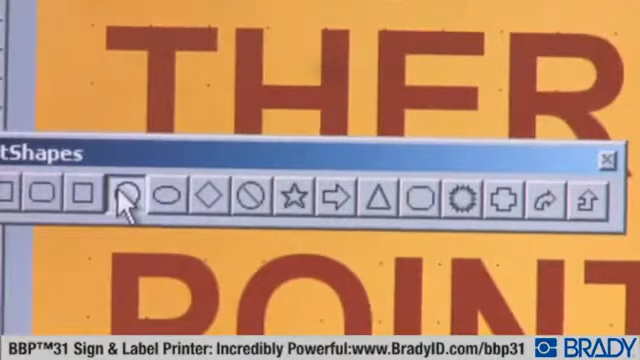 THER
tShapes
POINT
BBP™31 Sign & Label Printer: Incredibly Powerful:www.BradyID.com/bbp31
BRADY